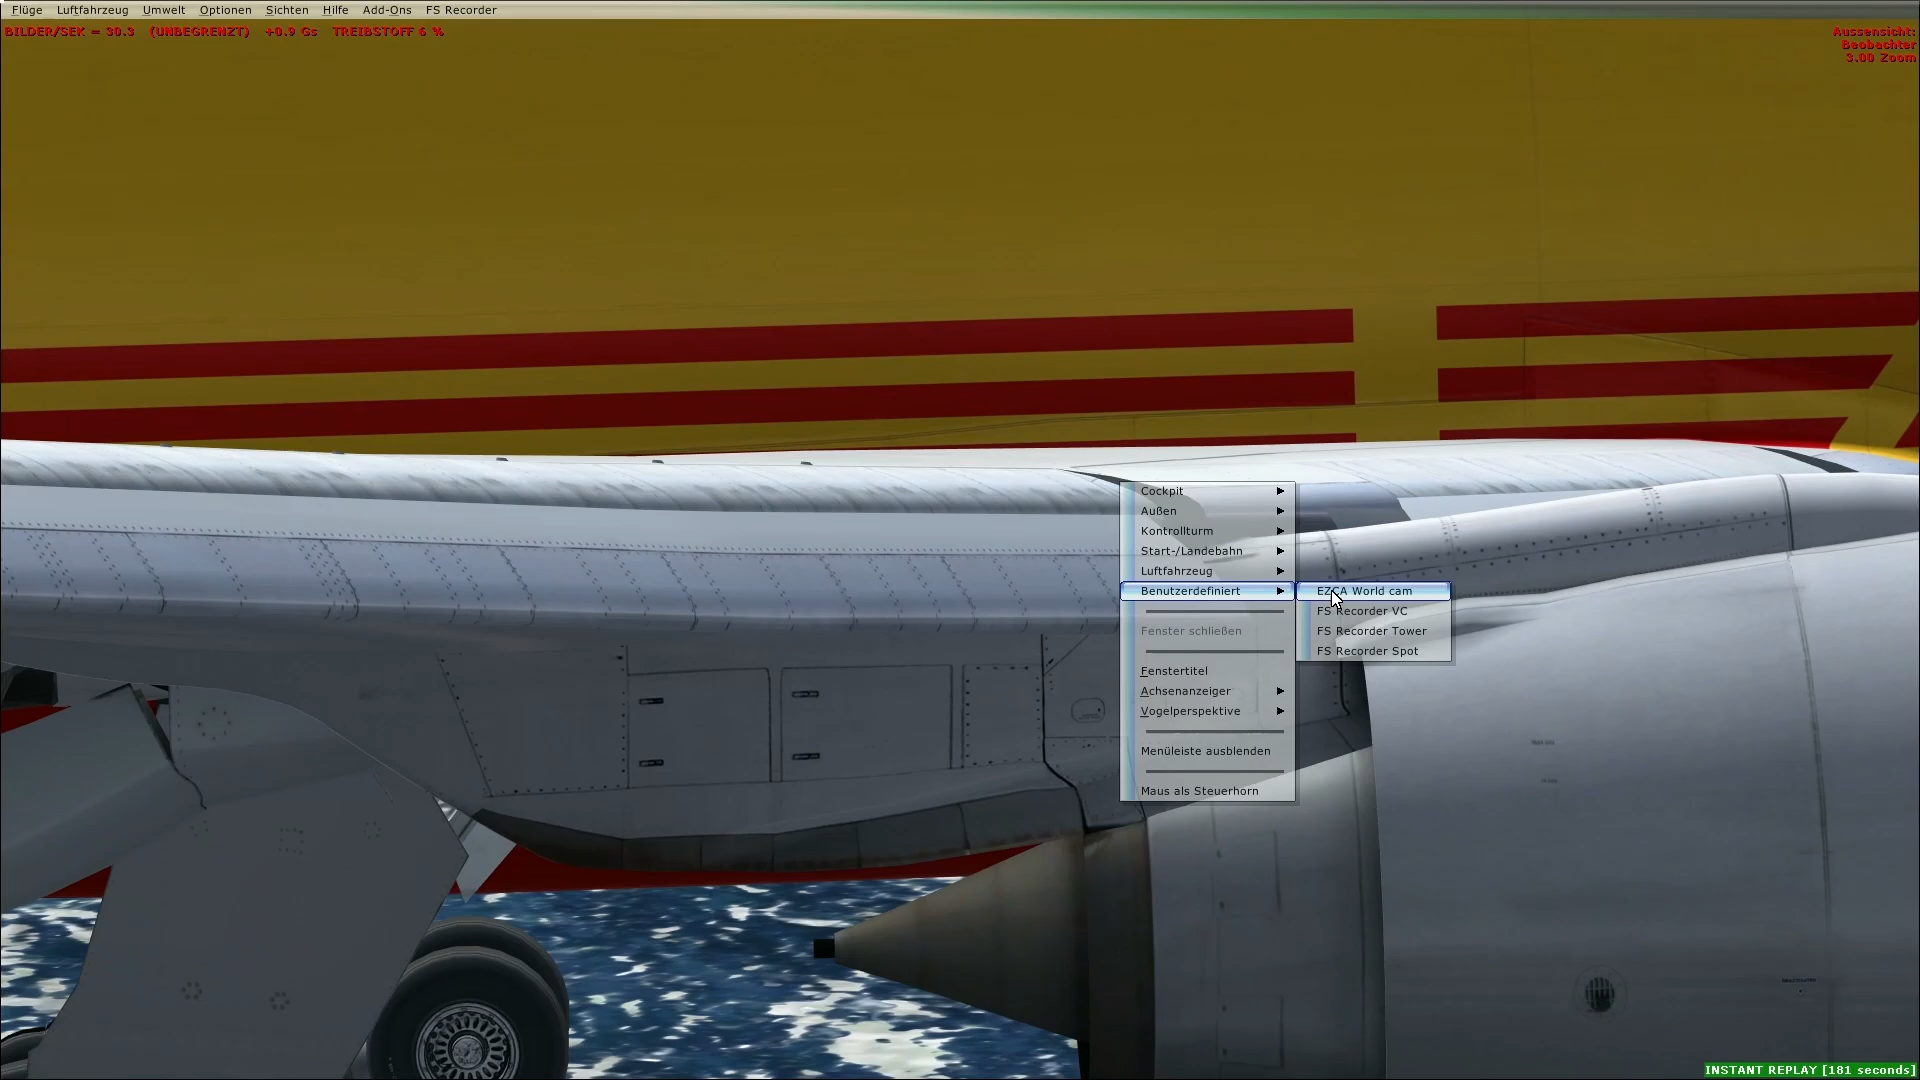 Flüge Luftfahrzeug Umwelt Optionen Sichten Hilfe Add-Ons FS Recorder
BILDER/SEK = 30.3 (UNBEGRENZT) +0.9 Gs TREIBSTOFF 6 %
Aussensicht:
Beobachter
3.00 Zoom
Cockpit
Außen
Kontrollturm
Start-/Landebahn
Luftfahrzeug
Benutzerdefiniert
Fenster schließen
Fenstertitel
Achsenanzeiger
Vogelperspektive
Menüleiste ausblenden
Maus als Steuerhorn
EZCA World cam
FS Recorder VC
FS Recorder Tower
FS Recorder Spot
INSTANT REPLAY [181 seconds]